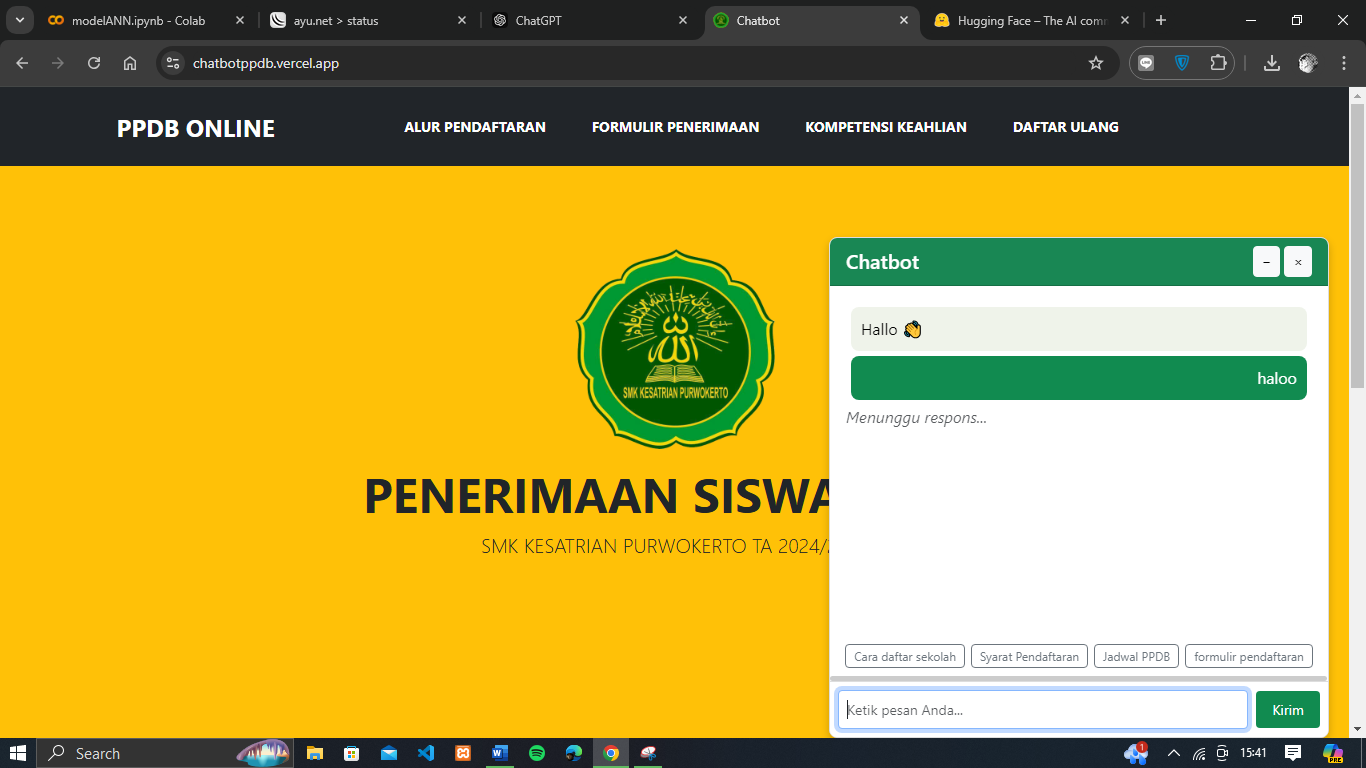 modelANN.ipynb - Colab
ayu.net > status
ChatGPT
Chatbot
Hugging Face – The AI comm
chatbotppdb.vercel.app
PPDB ONLINE
ALUR PENDAFTARAN
FORMULIR PENERIMAAN
KOMPETENSI KEAHLIAN
DAFTAR ULANG
SMK KESATRIAN PURWOKERTO
PENERIMAAN SISWA
SMK KESATRIAN PURWOKERTO TA 2024/
Chatbot
Hallo 👏
haloo
Menunggu respons...
Cara daftar sekolah
Syarat Pendaftaran
Jadwal PPDB
formulir pendaftaran
Ketik pesan Anda...
Kirim
Search
1
15:41
PRE